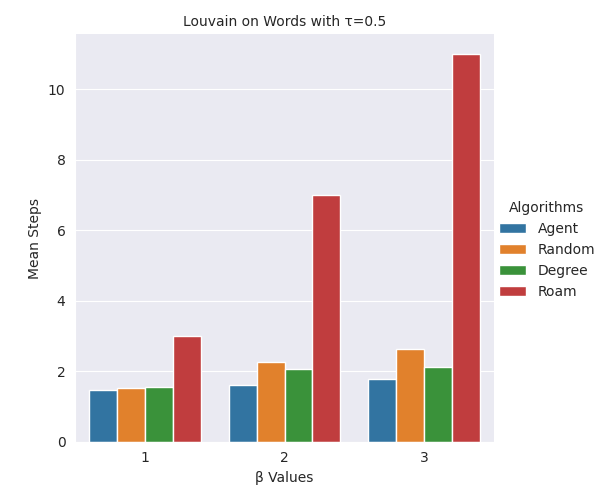 Louvain on Words with τ=0.5
Mean Steps
10
8
6
4
2
0
1 2 3
β Values
Algorithms
Agent
Random
Degree
Roam